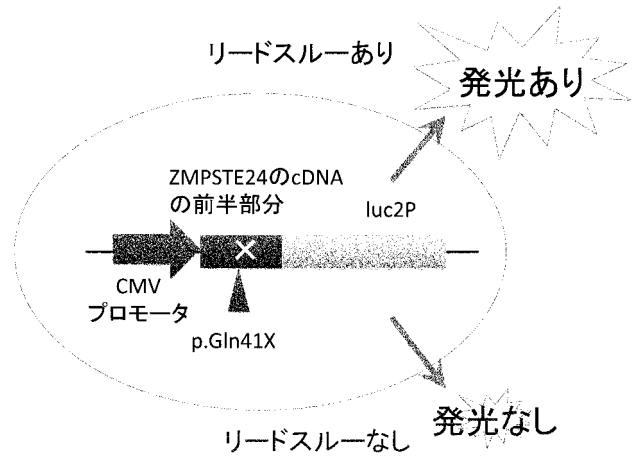 リードスルーあり
発光あり
ZMPSTE24のcDNA
の前半部分
luc2P
CMV
プロモータ
p.Gln41X
発光なし
リードスルーなし